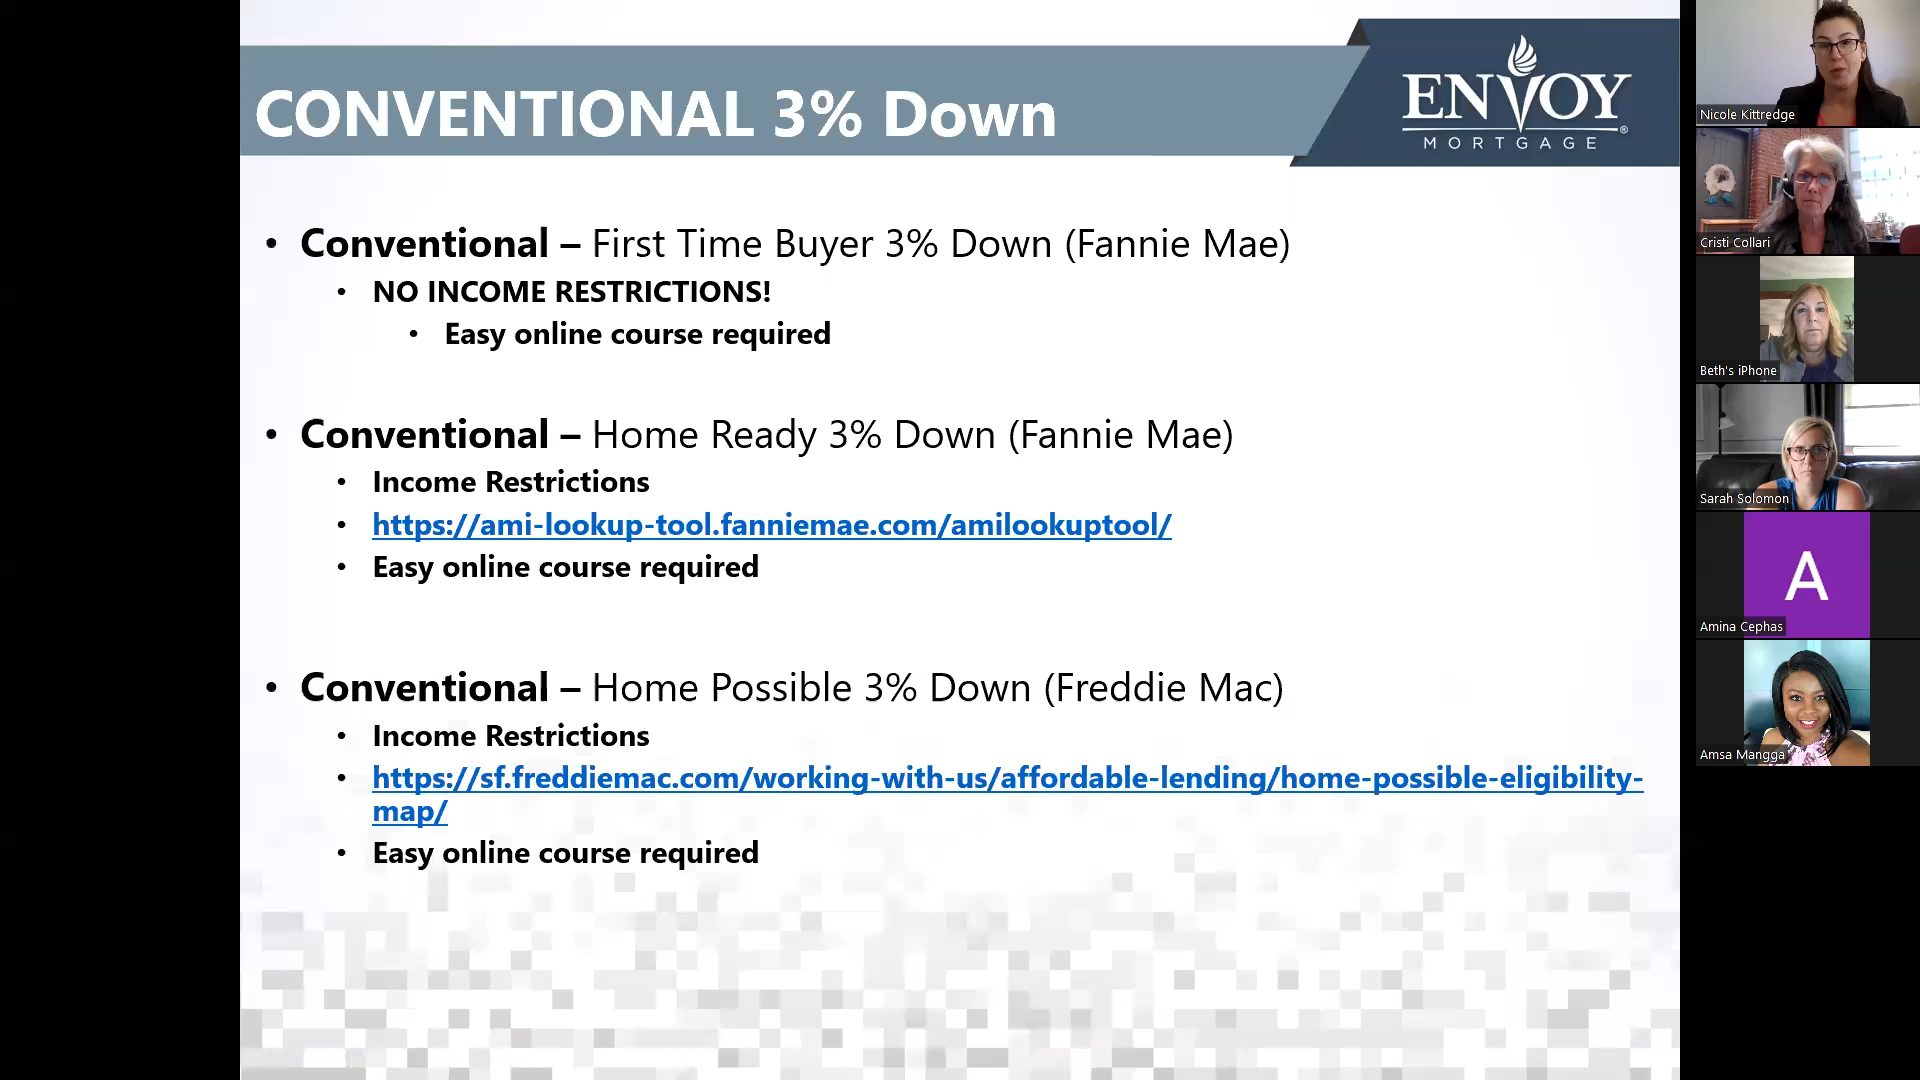 CONVENTIONAL 3% Down
ENVOY
MORTGAGE
• Conventional – First Time Buyer 3% Down (Fannie Mae)
• NO INCOME RESTRICTIONS!
• Easy online course required
• Conventional – Home Ready 3% Down (Fannie Mae)
• Income Restrictions
• https://ami-lookup-tool.fanniemae.com/amilookuptool/
• Easy online course required
• Conventional – Home Possible 3% Down (Freddie Mac)
• Income Restrictions
• https://sf.freddiemac.com/working-with-us/affordable-lending/home-possible-eligibility-
map/
• Easy online course required
Nicole Kittredge
Cristi Collari
Beth's iPhone
Sarah Solomon
A
Amina Cephas
Amsa Mangga